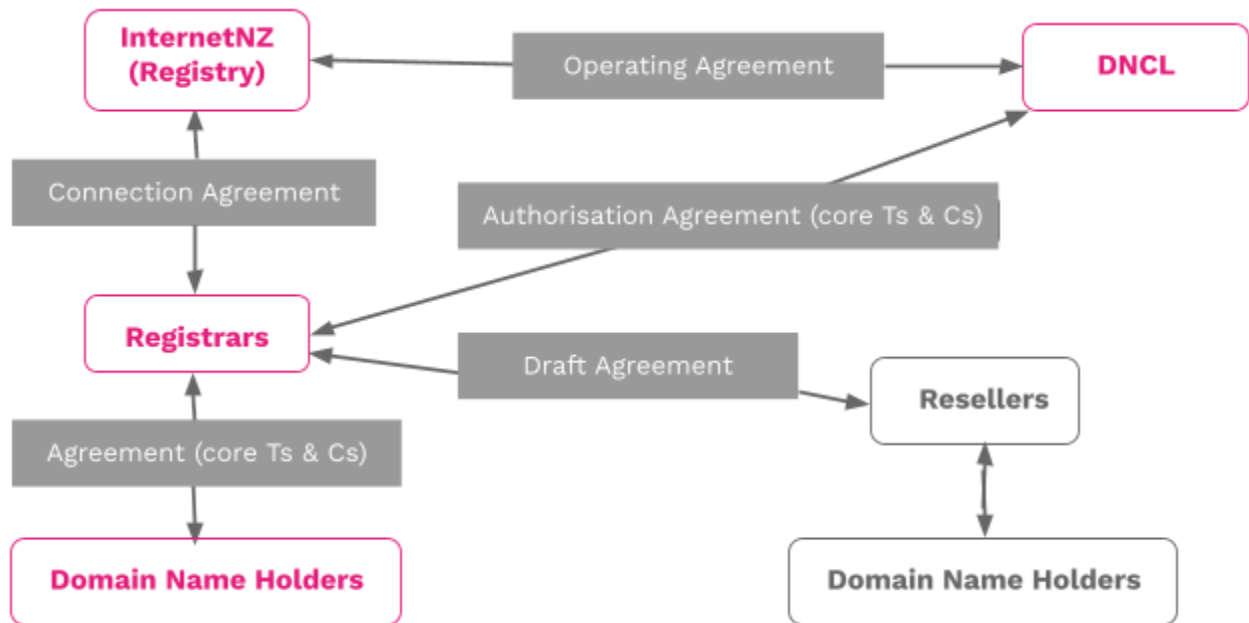 InternetNZ
(Registry)
Operating Agreement
DNCL
Connection Agreement
Authorisation Agreement (core Ts & Cs)
Registrars
Draft Agreement
Resellers
Agreement (core Ts & Cs)
Domain Name Holders
Domain Name Holders